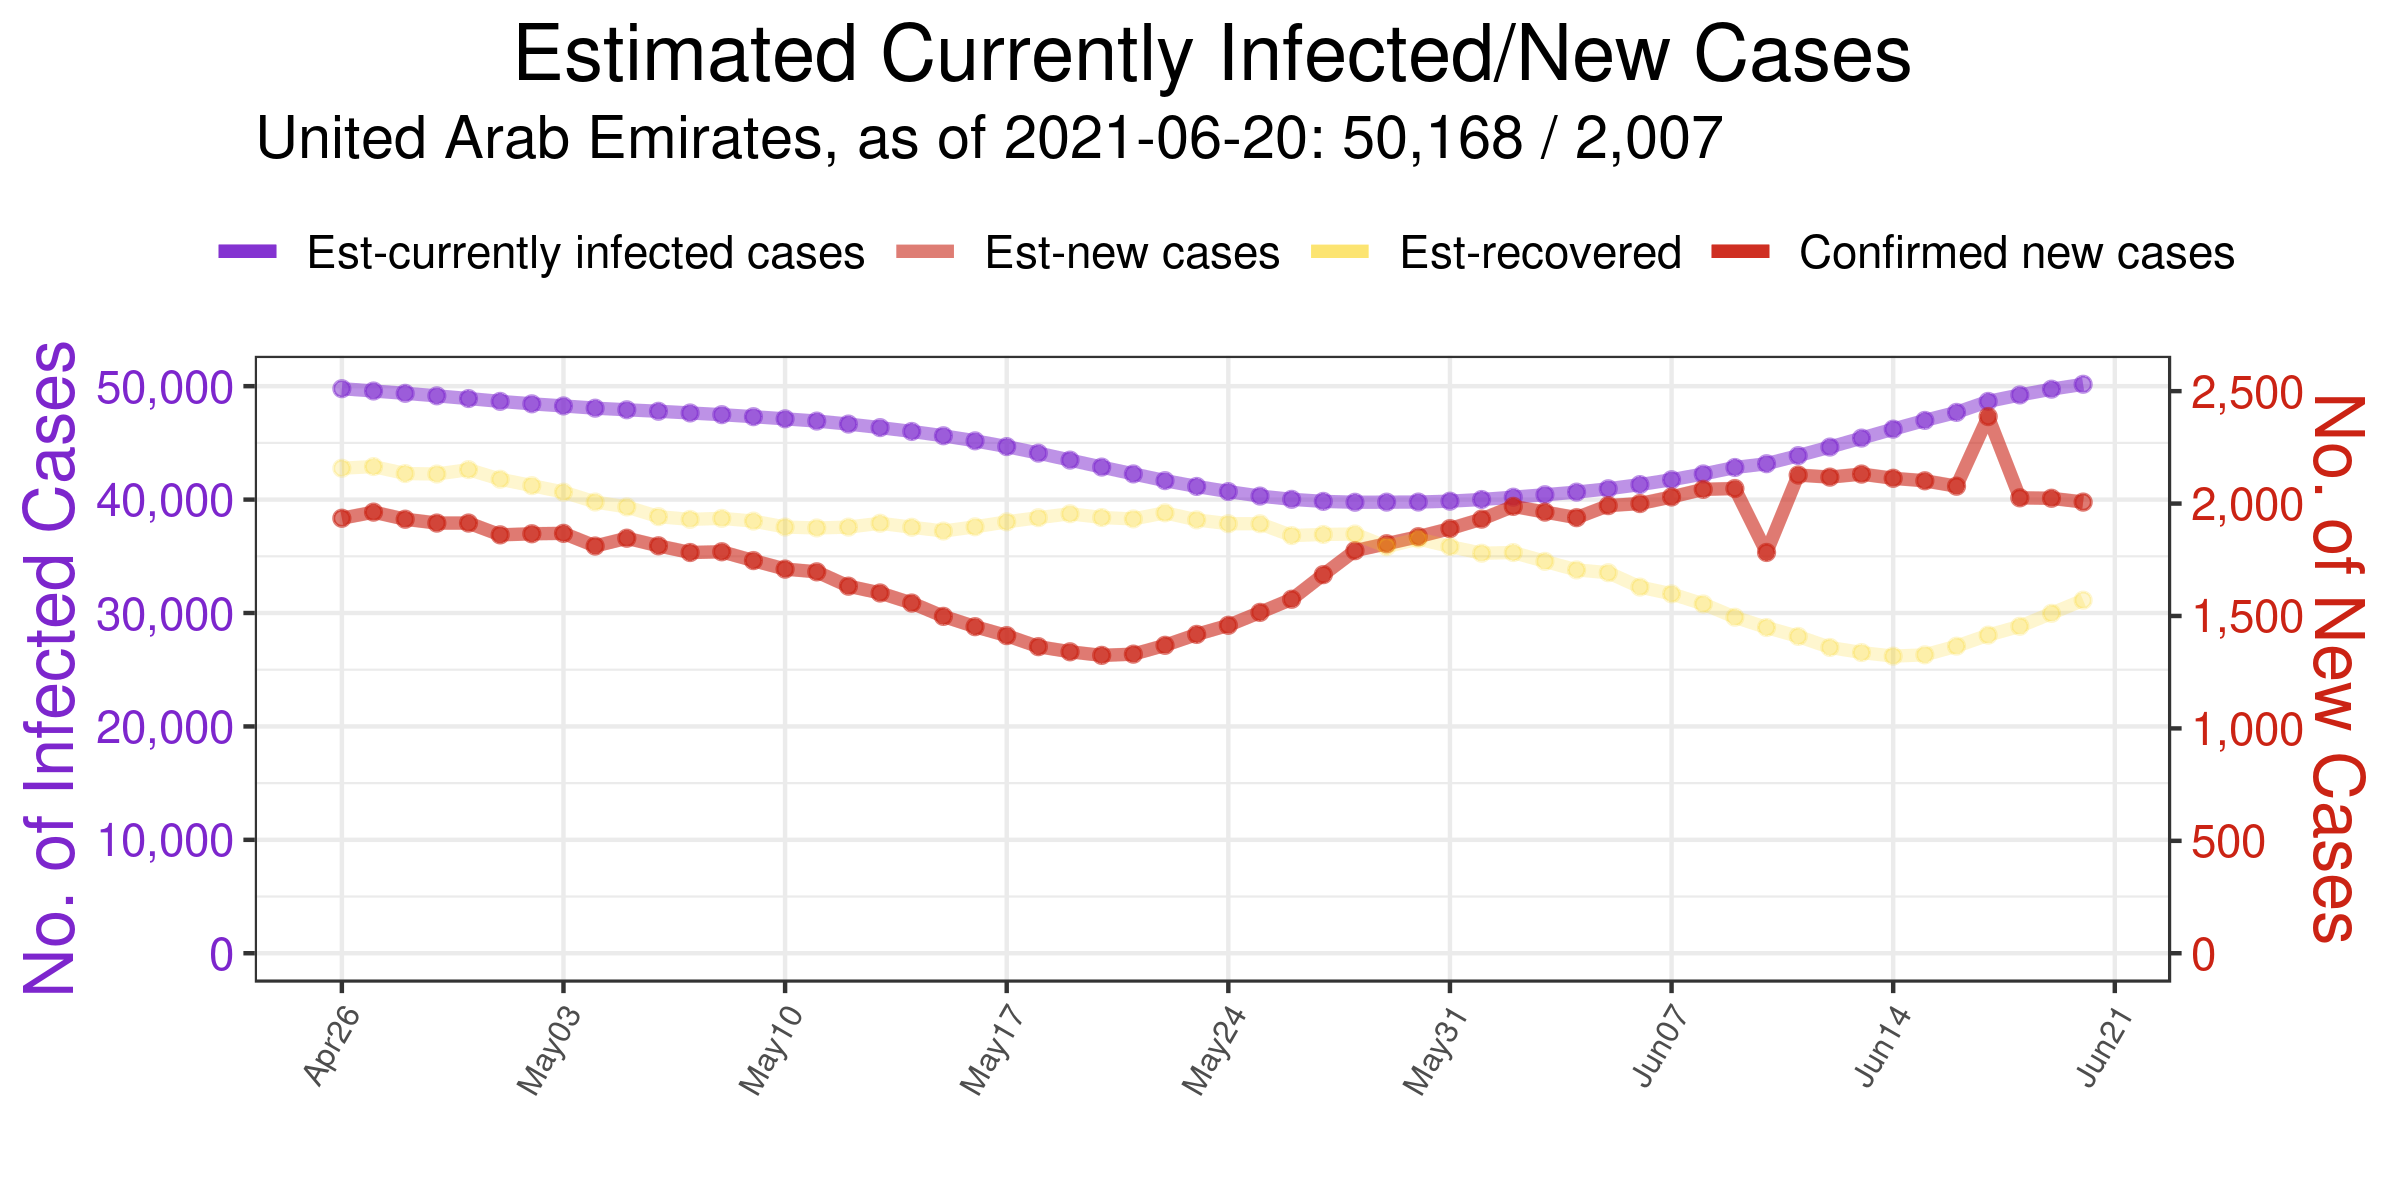 Estimated Currently Infected/New Cases
United Arab Emirates, as of 2021-06-20: 50,168 / 2,007
Est-currently infected cases Est-new cases Est-recovered Confirmed new cases
No. of Infected Cases
50,000
40,000
30,000
20,000
10,000
0
2,500
2,000
1,500
1,000
500
0
No. of New Cases
Apr26 May03 May10 May17 May24 May31 Jun07 Jun14 Jun21